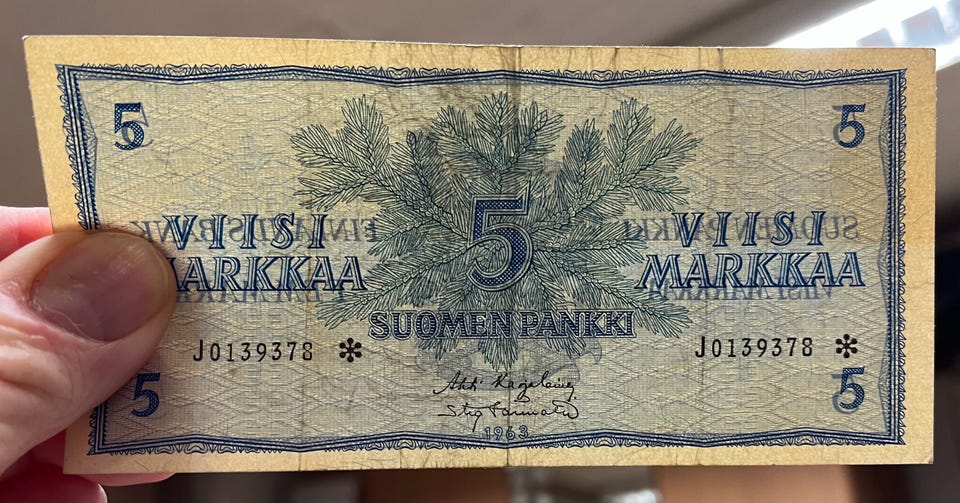 5 5
VIISI 5 VIISI
MARKKAA MARKKAA
SUOMEN PANKKI
J0139378 * J0139378 *
1963
5 5